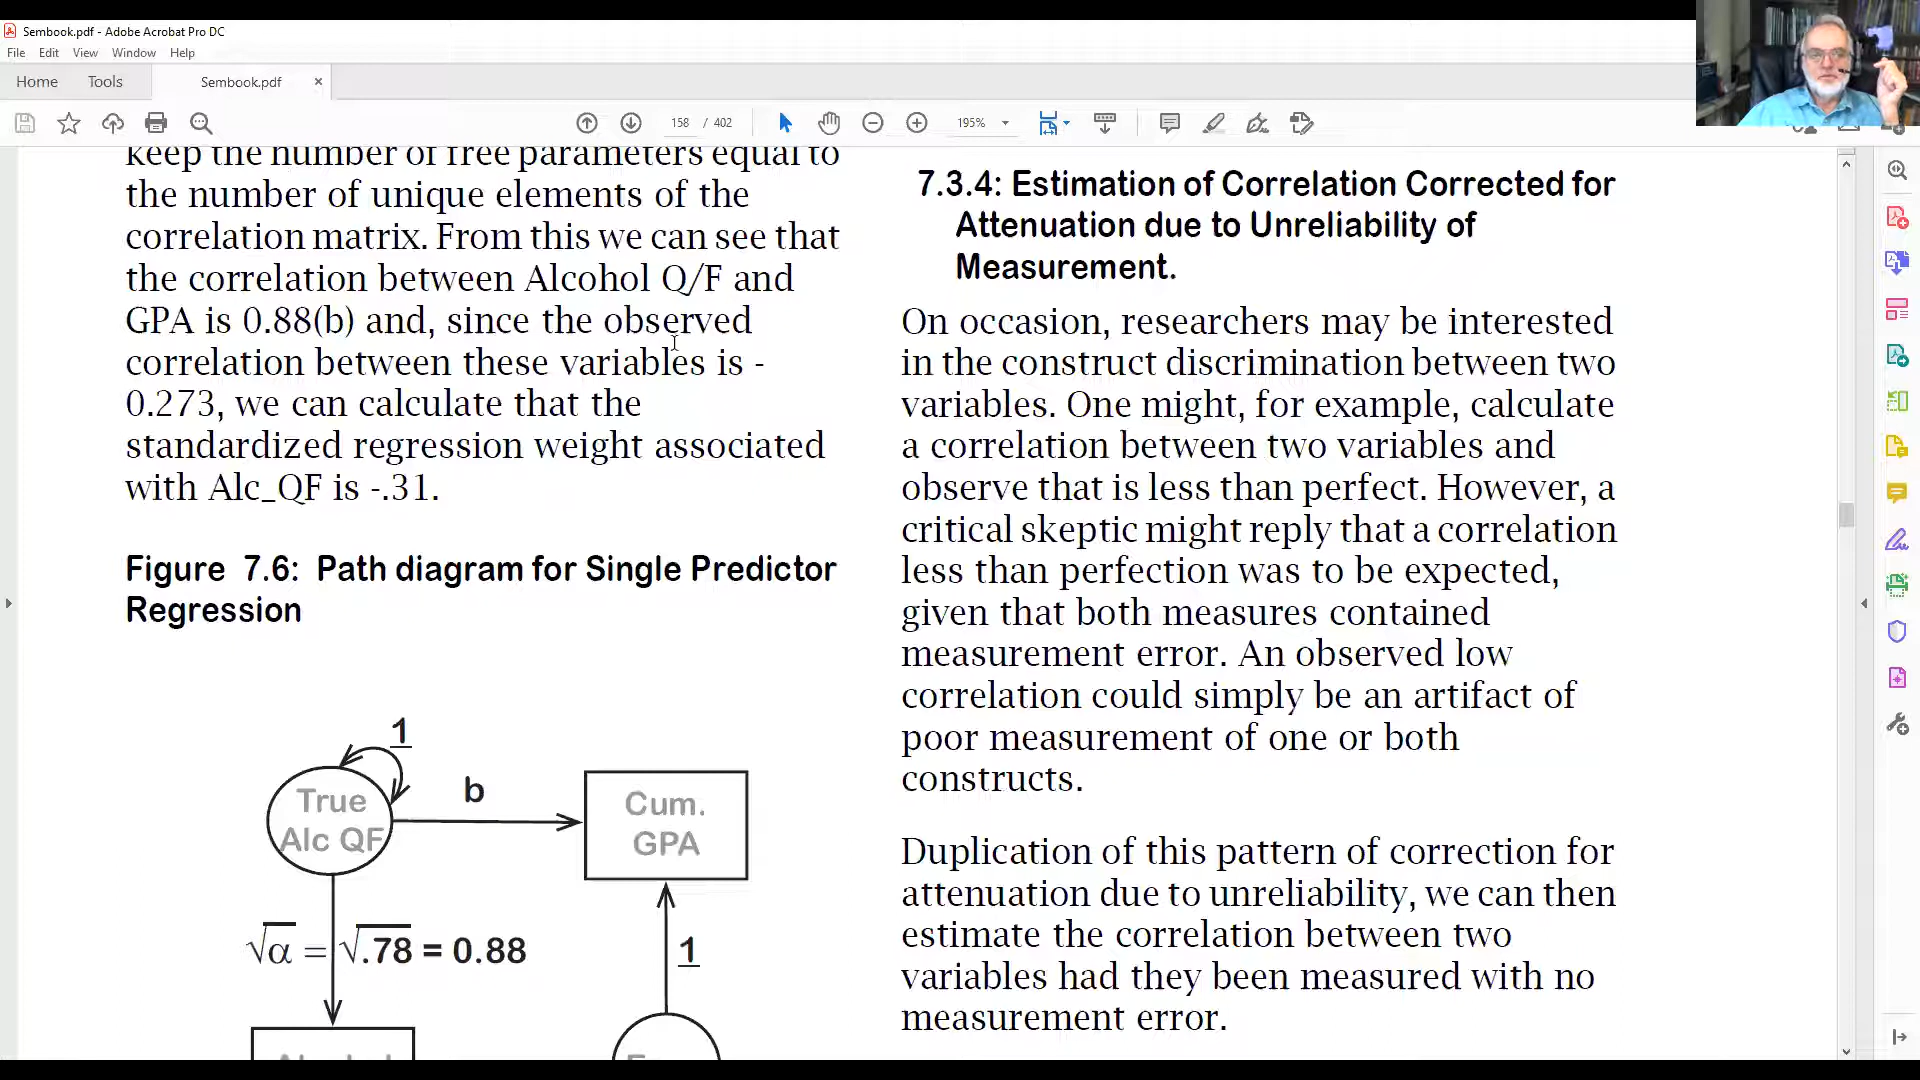 Sembook.pdf - Adobe Acrobat Pro DC
File Edit View Window Help
Home Tools Sembook.pdf ×
158 / 402 195%
keep the number of free parameters equal to
the number of unique elements of the
correlation matrix. From this we can see that
the correlation between Alcohol Q/F and
GPA is 0.88(b) and, since the observed
correlation between these variables is -
0.273, we can calculate that the
standardized regression weight associated
with Alc_QF is -.31.
Figure 7.6: Path diagram for Single Predictor
Regression
1
True
Alc QF
b
Cum.
GPA
√α = √.78 = 0.88
1
7.3.4: Estimation of Correlation Corrected for
Attenuation due to Unreliability of
Measurement.
On occasion, researchers may be interested
in the construct discrimination between two
variables. One might, for example, calculate
a correlation between two variables and
observe that is less than perfect. However, a
critical skeptic might reply that a correlation
less than perfection was to be expected,
given that both measures contained
measurement error. An observed low
correlation could simply be an artifact of
poor measurement of one or both
constructs.
Duplication of this pattern of correction for
attenuation due to unreliability, we can then
estimate the correlation between two
variables had they been measured with no
measurement error.